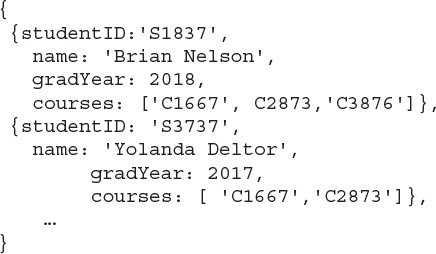 {
{studentID:'S1837',
name: 'Brian Nelson',
gradYear: 2018,
courses: ['C1667', C2873,'C3876']},
{studentID: 'S3737',
name: 'Yolanda Deltor',
gradYear: 2017,
courses: [ 'C1667','C2873']},
…
}